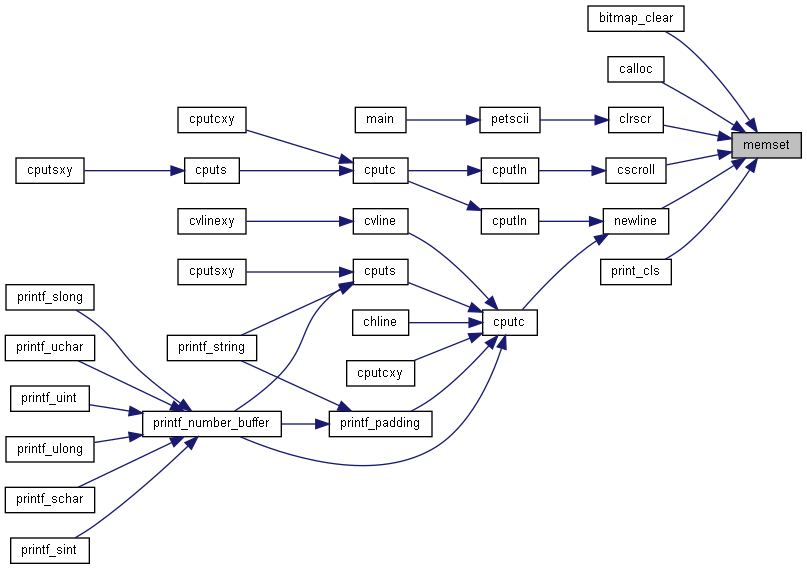 bitmap_clear
calloc
cputcxy
main
petscii
clrscr
memset
cputsxy
cputs
cputc
cputln
cscroll
cvlinexy
cvline
cputln
newline
cputsxy
cputs
print_cls
printf_slong
chline
cputc
printf_uchar
printf_string
cputcxy
printf_uint
printf_number_buffer
printf_padding
printf_ulong
printf_schar
printf_sint